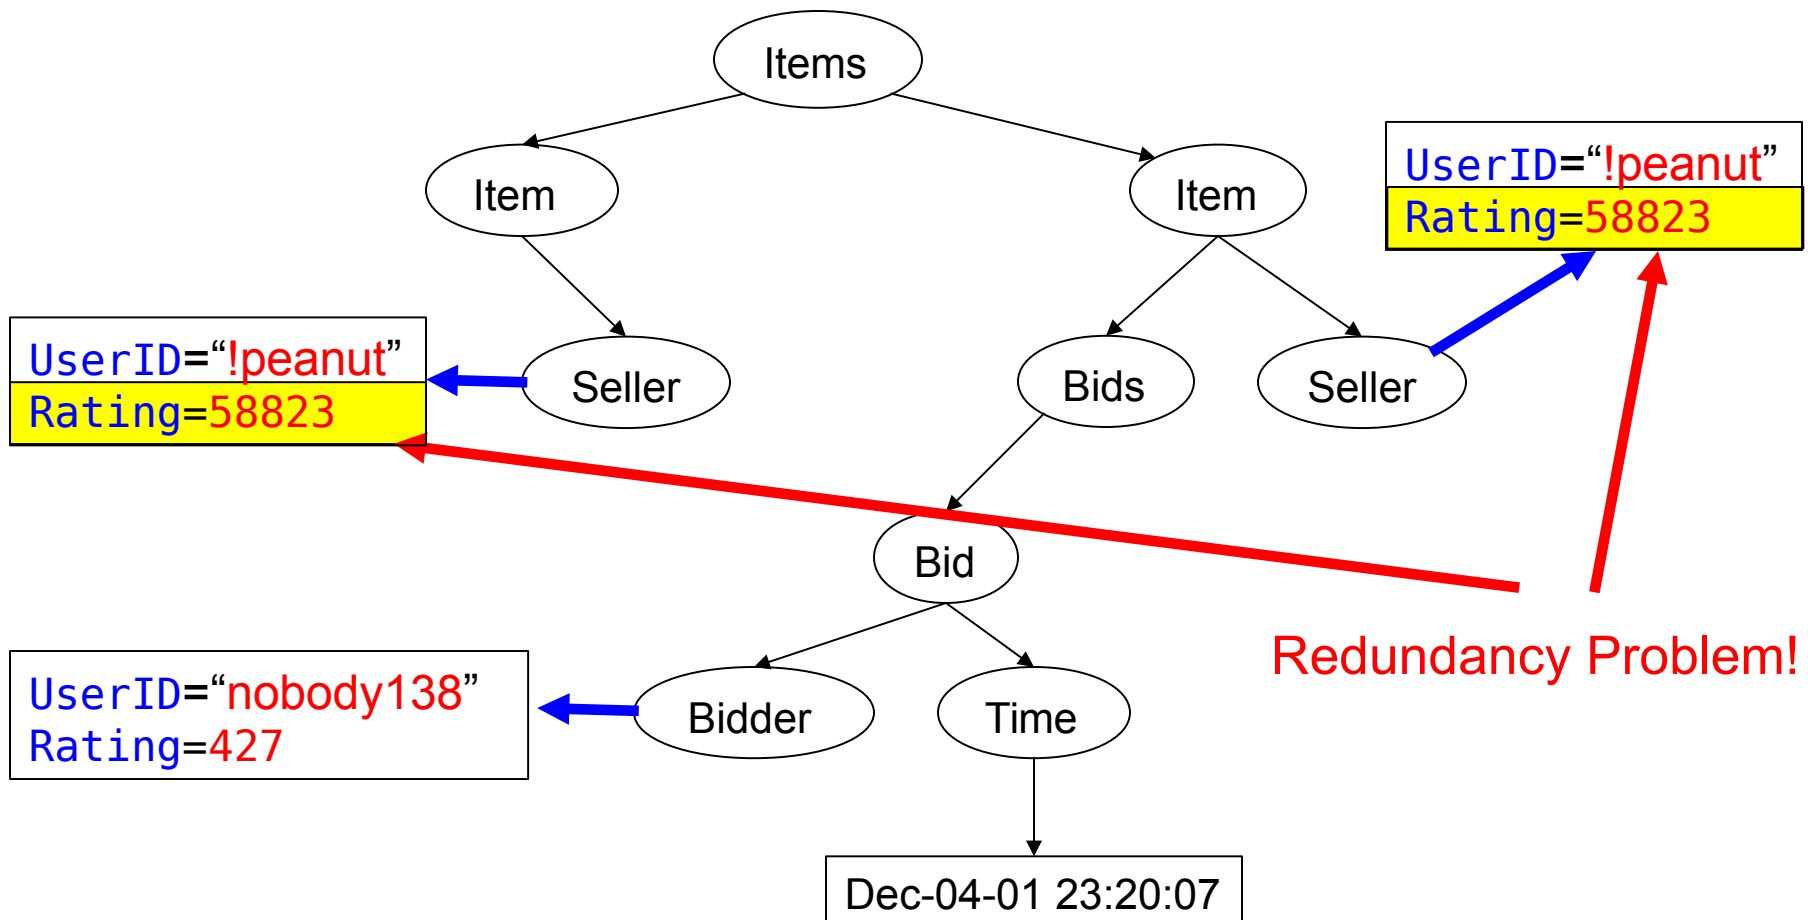 Items
Item
Item
UserID=“!peanut”
Rating=58823
UserID=“!peanut”
Rating=58823
Seller
Bids
Seller
Bid
Redundancy Problem!
UserID=“nobody138”
Rating=427
Bidder
Time
Dec-04-01 23:20:07